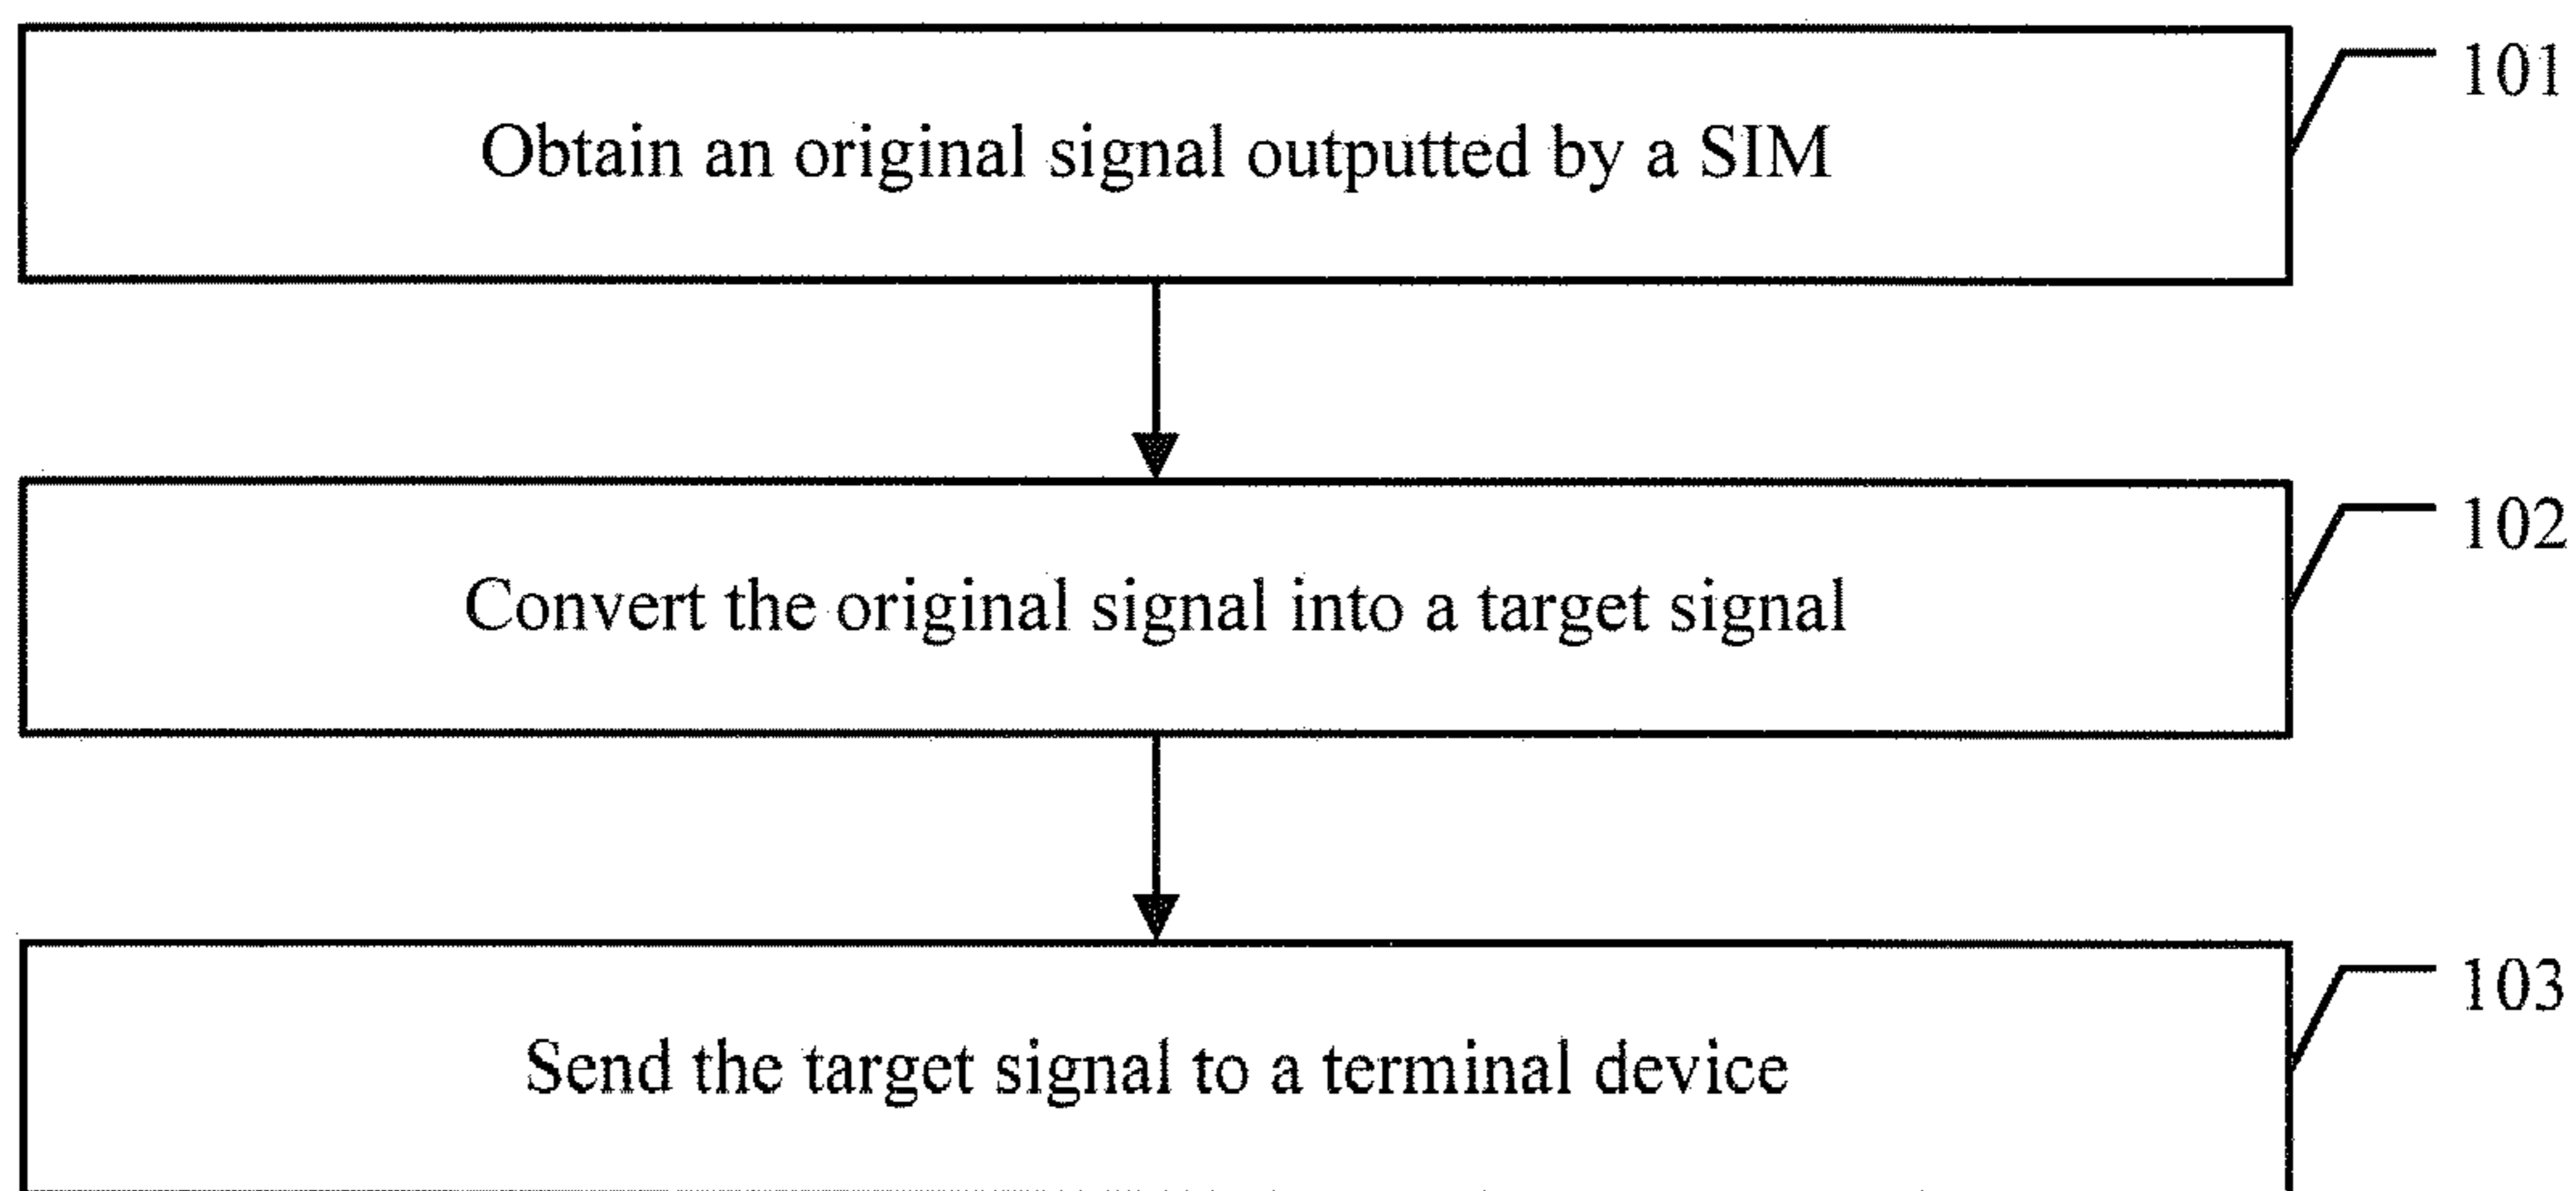 Obtain an original signal outputted by a SIM
101
Convert the original signal into a target signal
102
Send the target signal to a terminal device
103